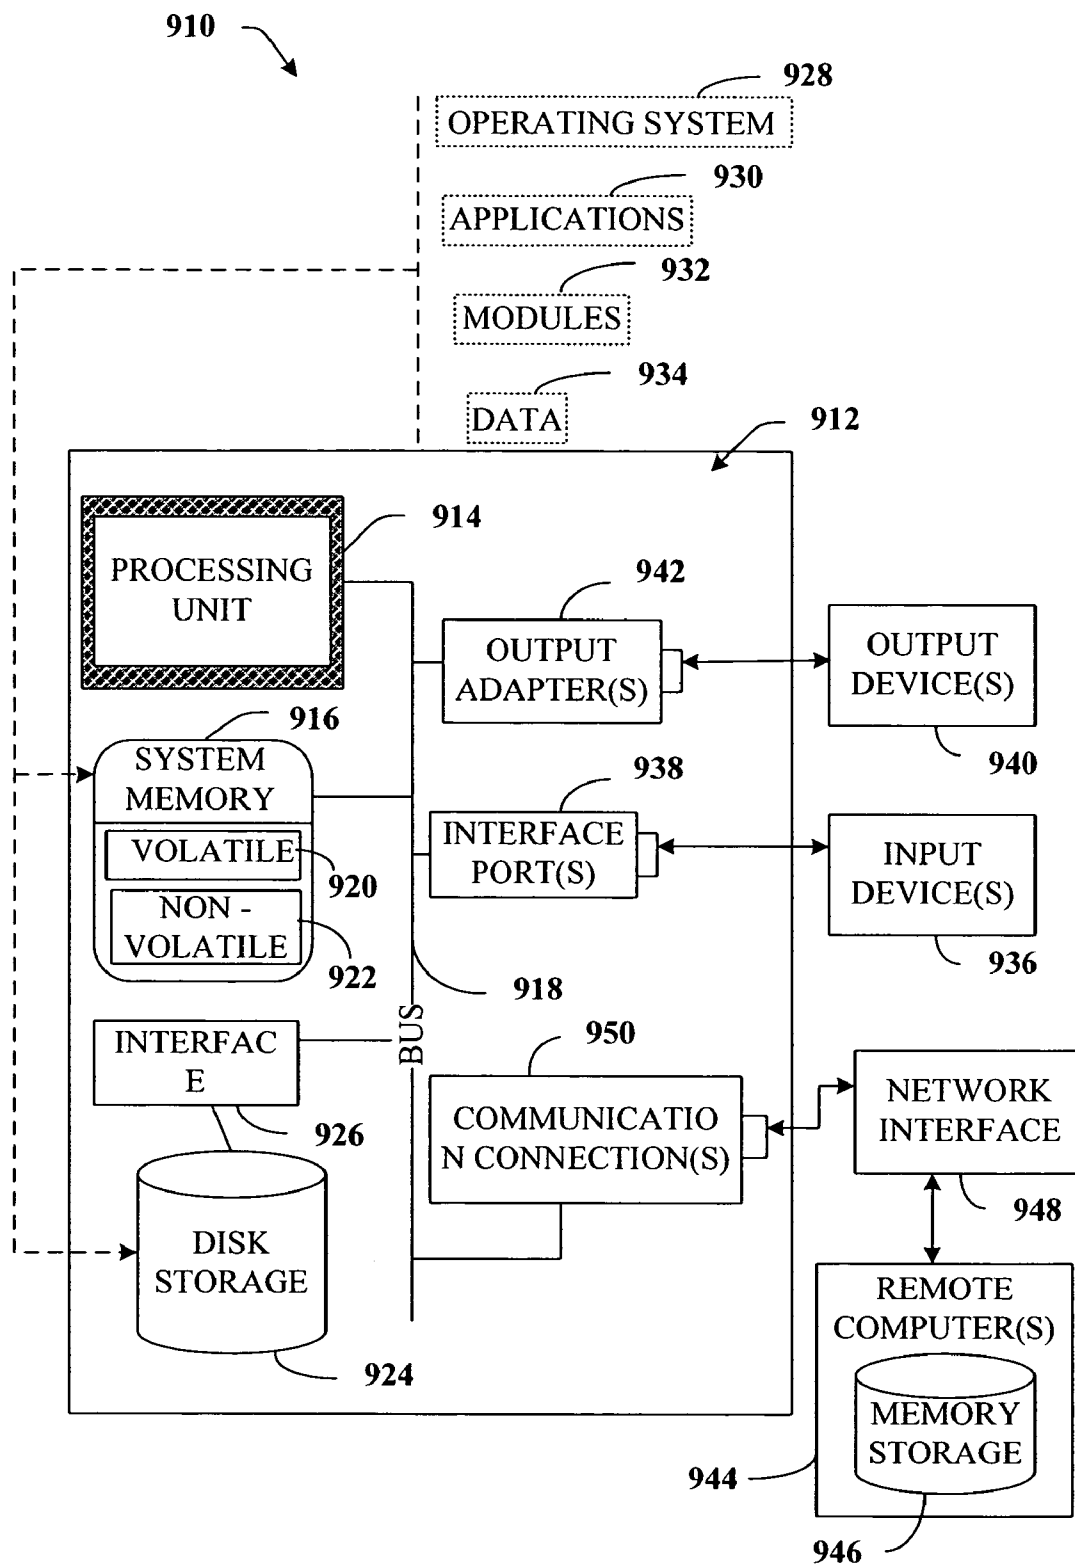 910
928
OPERATING SYSTEM
930
APPLICATIONS
932
MODULES
934
DATA
912
914
PROCESSING
UNIT
942
OUTPUT
ADAPTER(S)
OUTPUT
DEVICE(S)
940
916
SYSTEM
MEMORY
938
INTERFACE
PORT(S)
INPUT
DEVICE(S)
936
VOLATILE
920
NON -
VOLATILE
922
918
BUS
INTERFAC
E
926
950
COMMUNICATIO
N CONNECTION(S)
NETWORK
INTERFACE
948
DISK
STORAGE
924
REMOTE
COMPUTER(S)
MEMORY
STORAGE
944
946